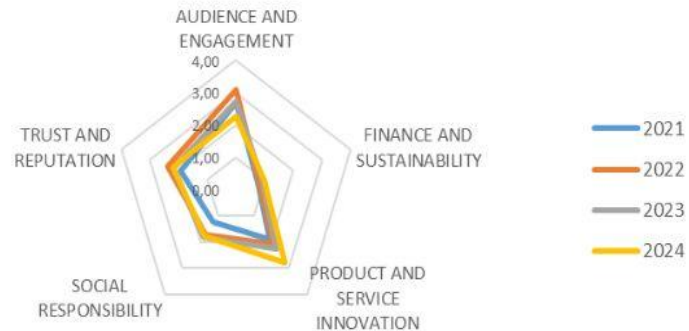 AUDIENCE AND
ENGAGEMENT
4,00
3,00
2,00
1,00
0,00
FINANCE AND
SUSTAINABILITY
PRODUCT AND
SERVICE
INNOVATION
SOCIAL
RESPONSIBILITY
TRUST AND
REPUTATION
2021
2022
2023
2024